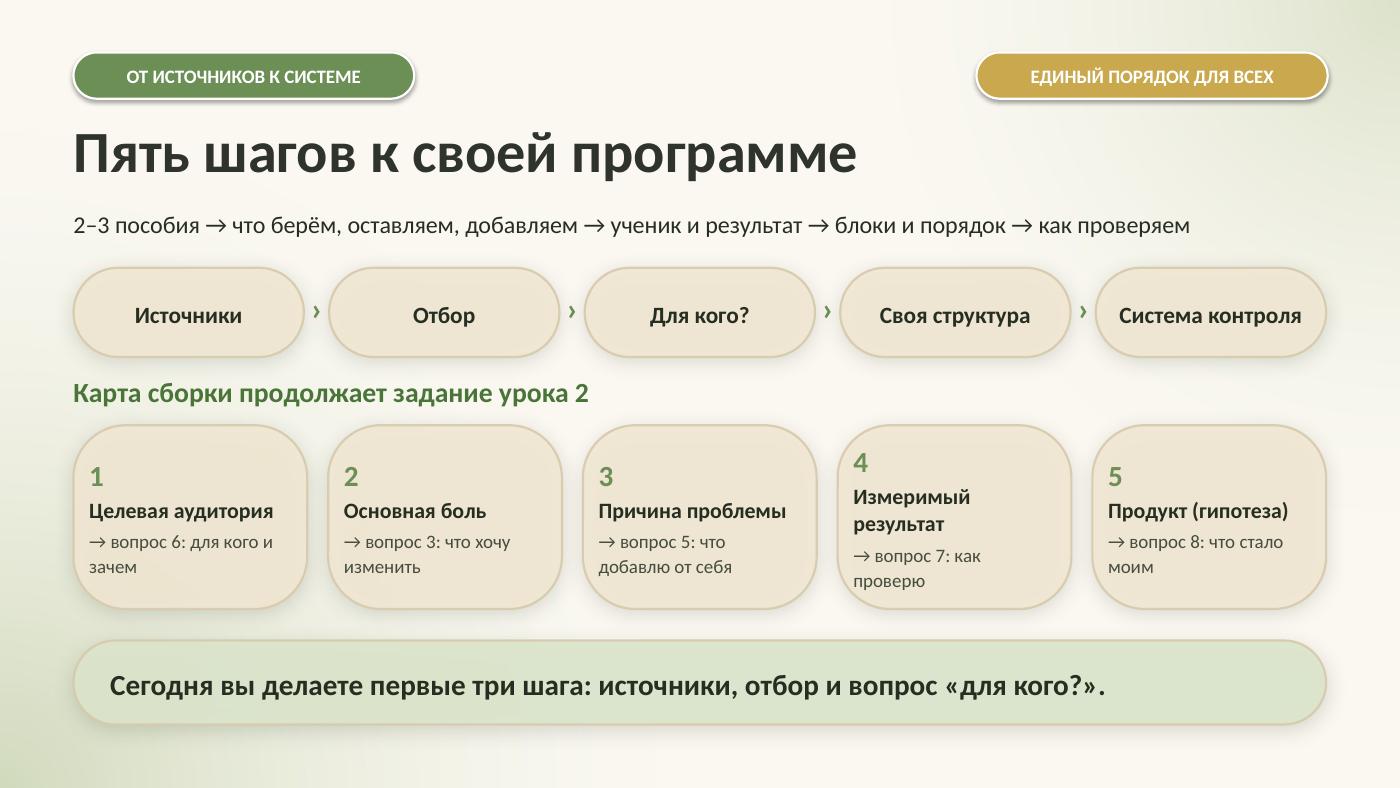 ОТ ИСТОЧНИКОВ К СИСТЕМЕ
ЕДИНЫЙ ПОРЯДОК ДЛЯ ВСЕХ
Пять шагов к своей программе
2–3 пособия → что берём, оставляем, добавляем → ученик и результат → блоки и порядок → как проверяем
Источники
›
Отбор
›
Для кого?
›
Своя структура
›
Система контроля
Карта сборки продолжает задание урока 2
1
Целевая аудитория
→ вопрос 6: для кого и
зачем
2
Основная боль
→ вопрос 3: что хочу
изменить
3
Причина проблемы
→ вопрос 5: что
добавлю от себя
4
Измеримый
результат
→ вопрос 7: как
проверю
5
Продукт (гипотеза)
→ вопрос 8: что стало
моим
Сегодня вы делаете первые три шага: источники, отбор и вопрос «для кого?».